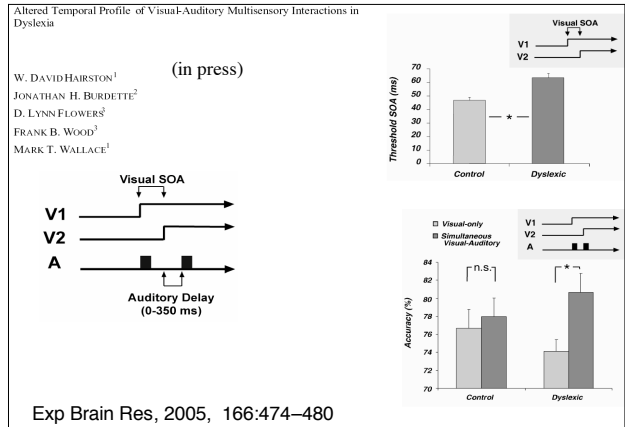 Altered Temporal Profile of Visual-Auditory Multisensory Interactions in
Dyslexia
(in press)
W. DAVID HAIRSTON1
JONATHAN H. BURDETTE2
D. LYNN FLOWERS3
FRANK B. WOOD3
MARK T. WALLACE1
Visual SOA
V1
V2
A
Auditory Delay
(0-350 ms)
Exp Brain Res, 2005, 166:474–480
Visual SOA
V1
V2
Threshold SOA (ms)
70
60
50
40
30
20
10
0
*
Control Dyslexic
Visual-only
Simultaneous
Visual-Auditory
V1
V2
A
Accuracy (%)
84
82
80
78
76
74
72
70
n.s. *
Control Dyslexic